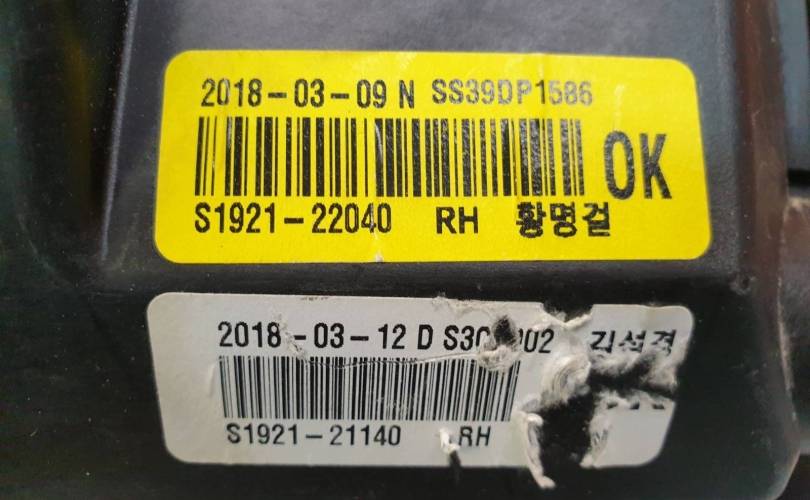 2018-03-09 N SS39DP1586
OK
S1921-22040 RH 황명걸
2018-03-12 D
S1921-21140 RH